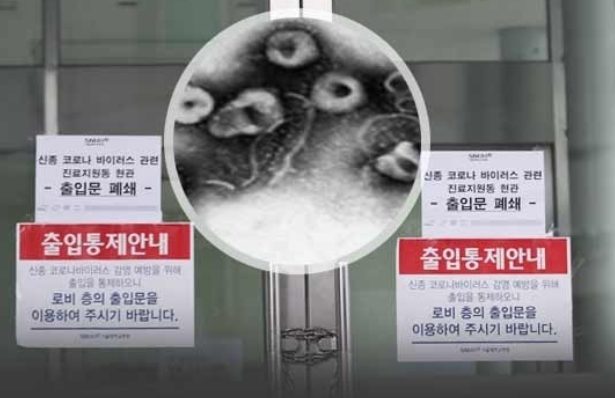 신종 코로나 바이러스 관련
진료지원동 현관
- 출입문 폐쇄 -
출입통제안내
신종 코로나바이러스 감염 예방을 위해
출입을 통제하오니
로비 층의 출입문을
이용하여 주시기 바랍니다.
신종 코로나 바이러스 관련
진료지원동 현관
- 출입문 폐쇄 -
출입통제안내
신종 코로나바이러스 감염 예방을 위해
출입을 통제하오니
로비 층의 출입문을
이용하여 주시기 바랍니다.